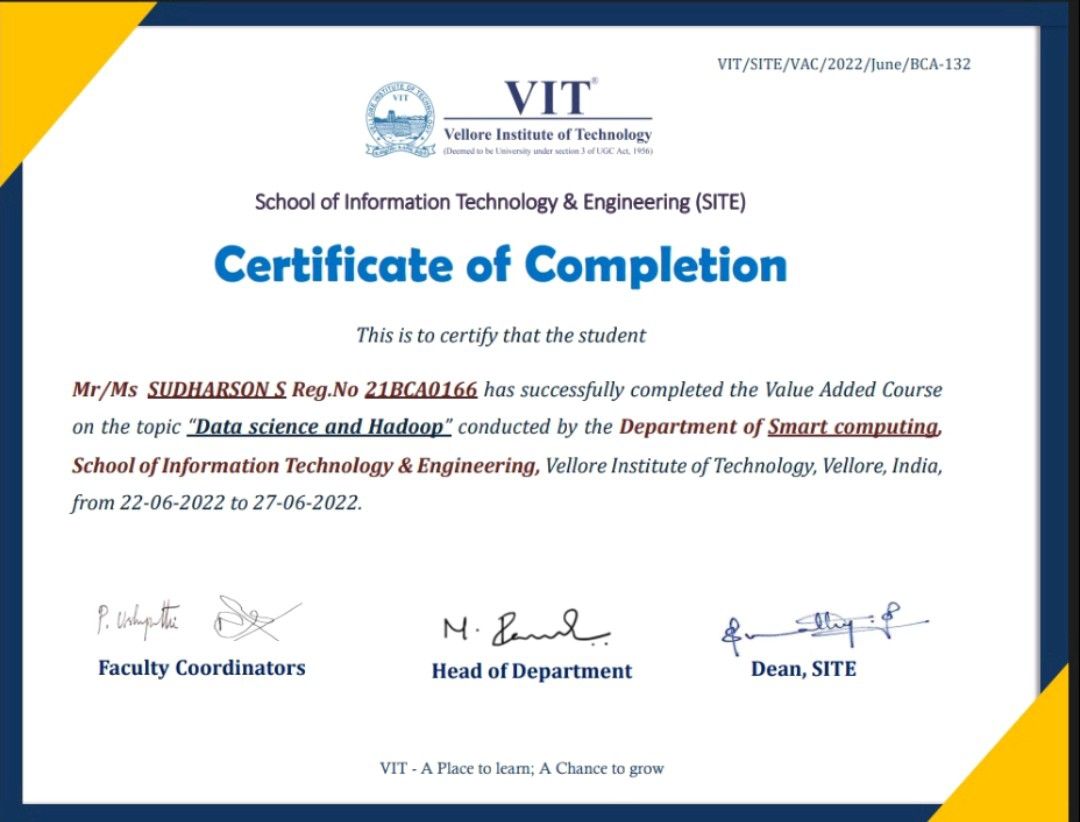 VIT/SITE/VAC/2022/June/BCA-132
VELLORE INSTITUTE OF TECHNOLOGY
VIT
VIT®
Vellore Institute of Technology
(Deemed to be University under section 3 of UGC Act, 1956)
School of Information Technology & Engineering (SITE)
Certificate of Completion
This is to certify that the student
Mr/Ms SUDHARSON S Reg.No 21BCA0166 has successfully completed the Value Added Course
on the topic “Data science and Hadoop” conducted by the Department of Smart computing,
School of Information Technology & Engineering, Vellore Institute of Technology, Vellore, India,
from 22-06-2022 to 27-06-2022.
Faculty Coordinators
Head of Department
Dean, SITE
VIT - A Place to learn; A Chance to grow